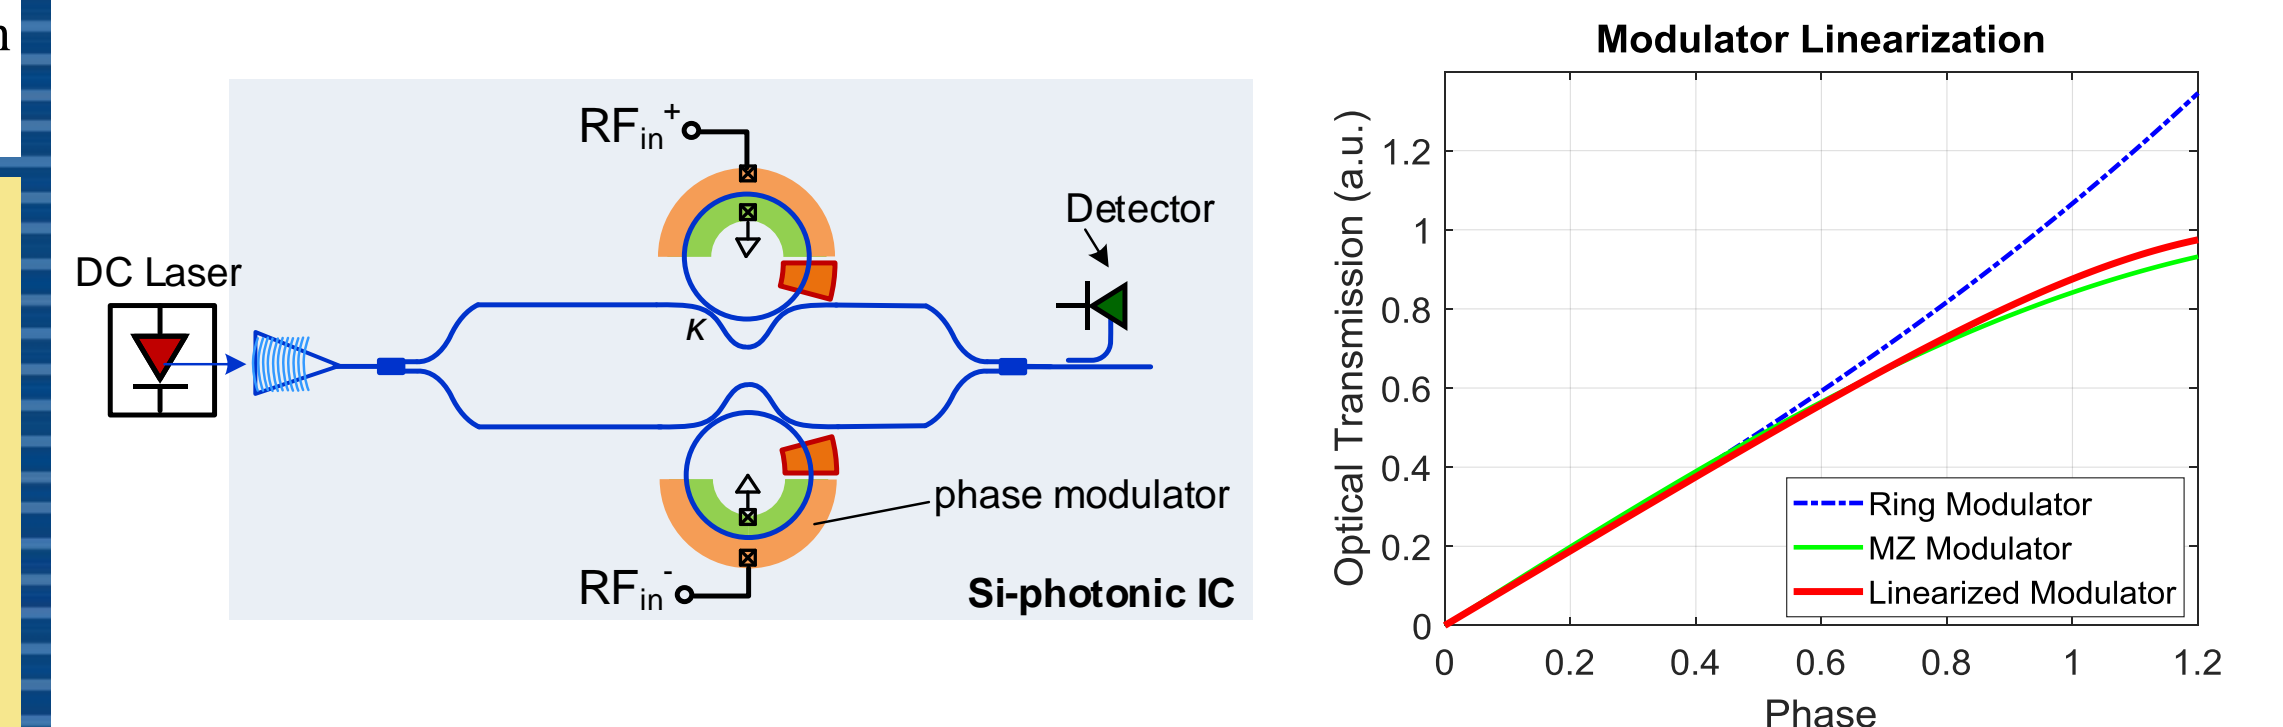 n
RFin+
DC Laser
κ
Detector
phase modulator
RFin-
Si-photonic IC
Modulator Linearization
Optical Transmission (a.u.)
1.2
1
0.8
0.6
0.4
0.2
0
Ring Modulator
MZ Modulator
Linearized Modulator
0 0.2 0.4 0.6 0.8 1 1.2
Phase